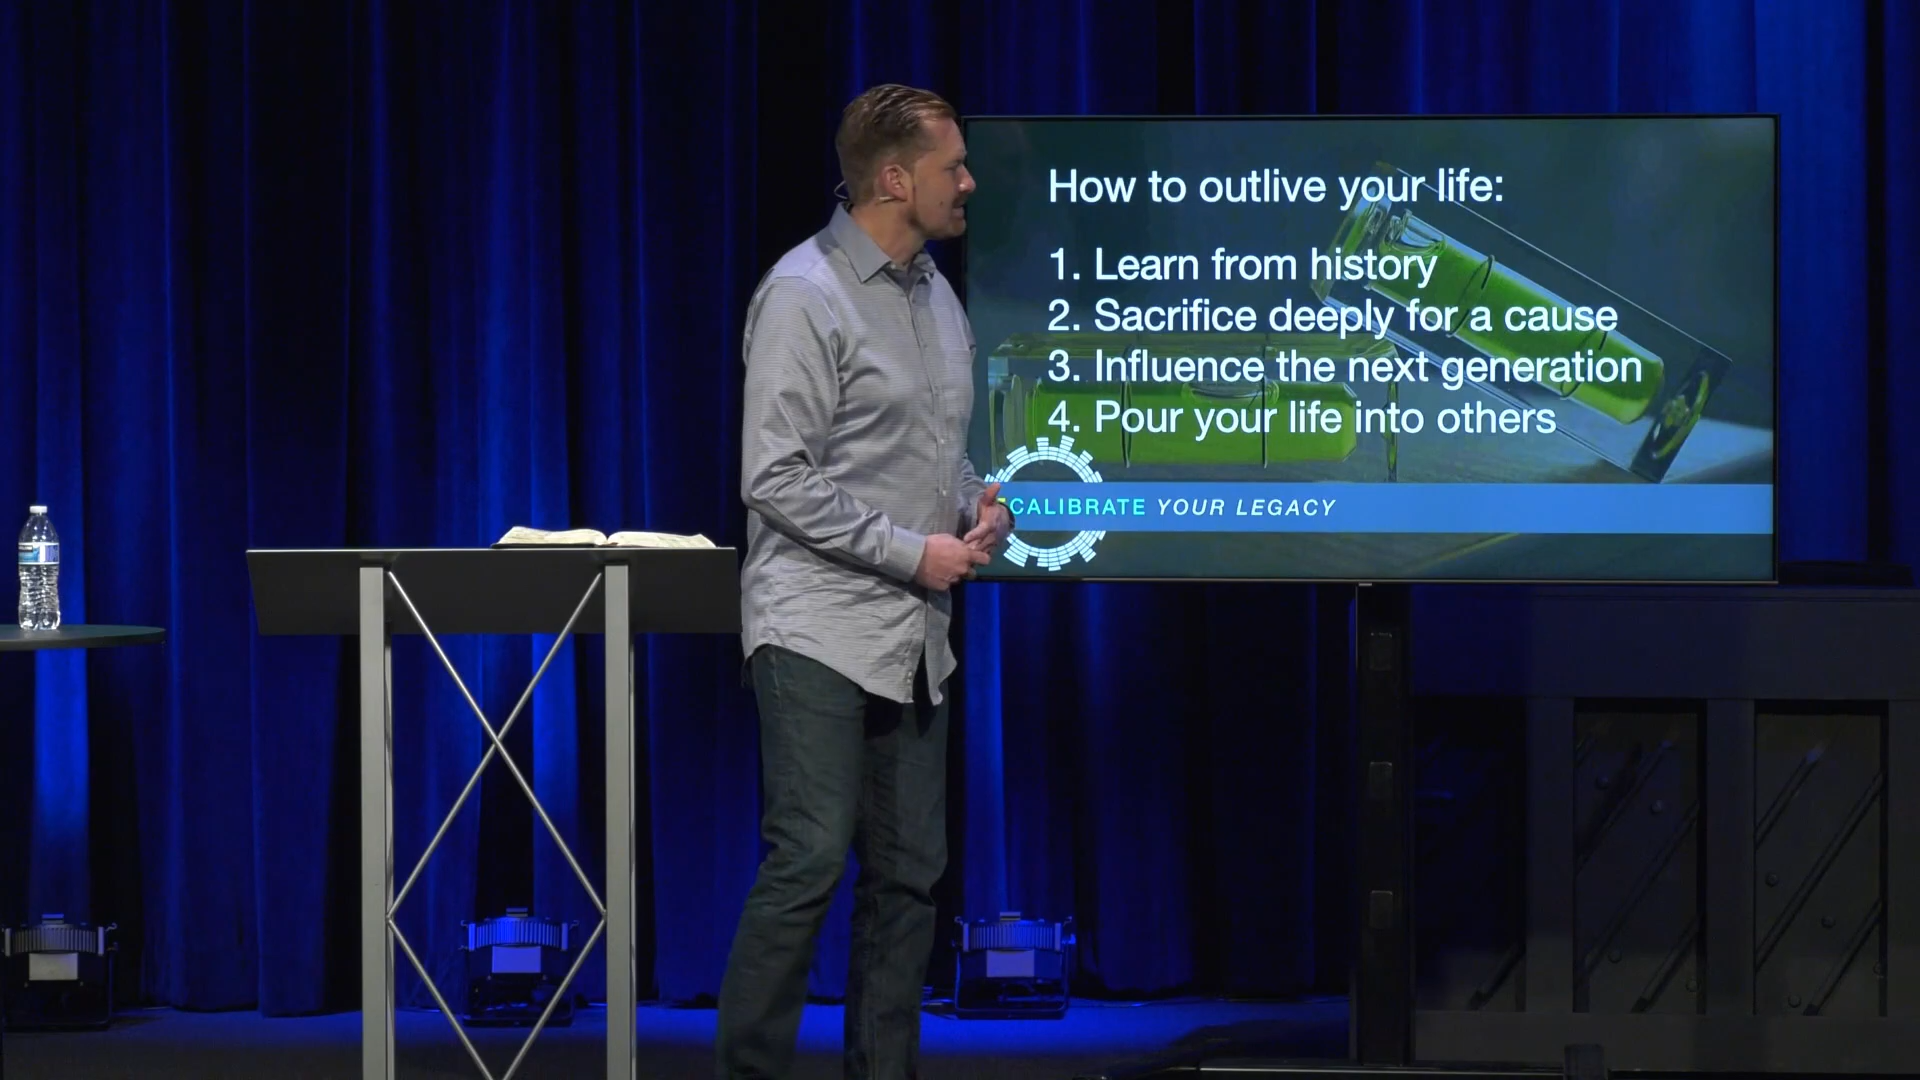 How to outlive your life:
1. Learn from history
2. Sacrifice deeply for a cause
3. Influence the next generation
4. Pour your life into others
CALIBRATE YOUR LEGACY